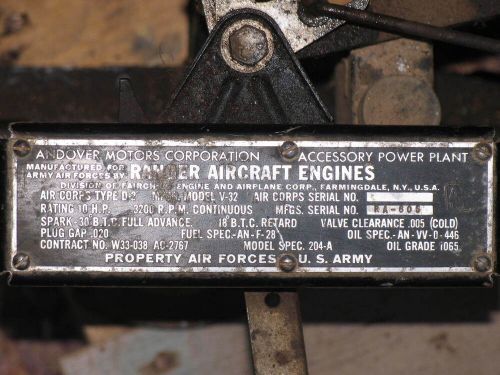 ANDOVER MOTORS CORPORATION ACCESSORY POWER PLANT
MANUFACTURED FOR
ARMY AIR FORCES BY RANGER AIRCRAFT ENGINES
DIVISION OF FAIRCHILD ENGINE AND AIRPLANE CORP., FARMINGDALE, N.Y., U.S.A.
AIR CORPS TYPE D-2 MODEL V-32 AIR CORPS SERIAL NO.
RATING 10 H.P. 3200 R.P.M. CONTINUOUS MFGS. SERIAL NO. RA-606
SPARK 30 B.T.C. FULL ADVANCE. 18 B.T.C. RETARD VALVE CLEARANCE .005 (COLD)
PLUG GAP .020 FUEL SPEC.-AN-F-28 OIL SPEC.-AN-VV-O-446
CONTRACT NO. W33-038 AC-2767 MODEL SPEC. 204-A OIL GRADE 1065
PROPERTY AIR FORCES U.S. ARMY